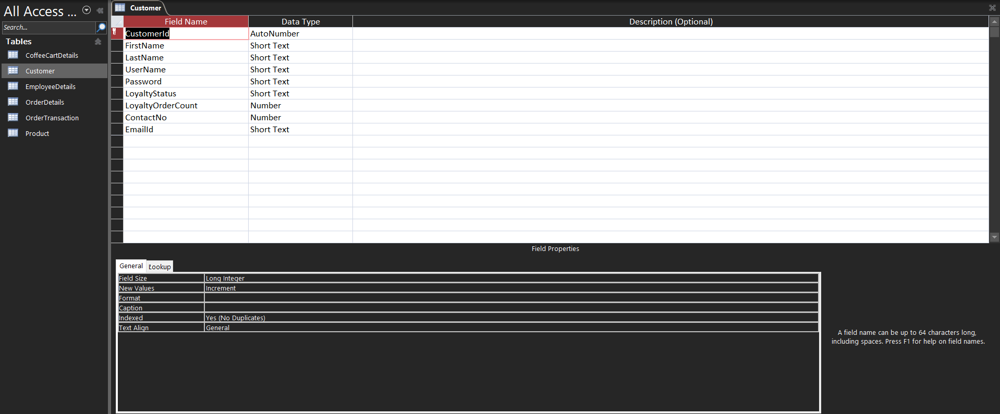 All Access ...
Search...
Tables
CoffeeCartDetails
Customer
EmployeeDetails
OrderDetails
OrderTransaction
Product
Customer
Field Name Data Type Description (Optional)
CustomerId AutoNumber
FirstName Short Text
LastName Short Text
UserName Short Text
Password Short Text
LoyaltyStatus Short Text
LoyaltyOrderCount Number
ContactNo Number
EmailId Short Text
Field Properties
General Lookup
Field Size Long Integer
New Values Increment
Format
Caption
Indexed Yes (No Duplicates)
Text Align General
A field name can be up to 64 characters long,
including spaces. Press F1 for help on field names.